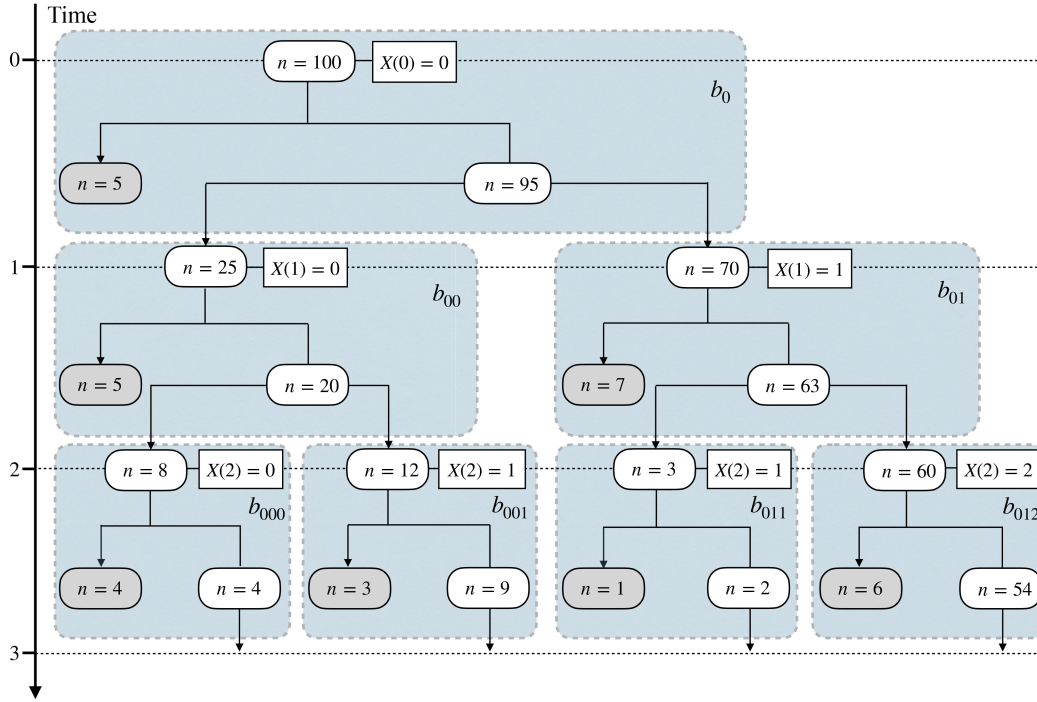 Time
0
n = 100
X(0) = 0
b0
n = 5
n = 95
1
n = 25
X(1) = 0
n = 70
X(1) = 1
b00
b01
n = 5
n = 20
n = 7
n = 63
2
n = 8
X(2) = 0
n = 12
X(2) = 1
n = 3
X(2) = 1
n = 60
X(2) = 2
b000
b001
b011
b012
n = 4
n = 4
n = 3
n = 9
n = 1
n = 2
n = 6
n = 54
3